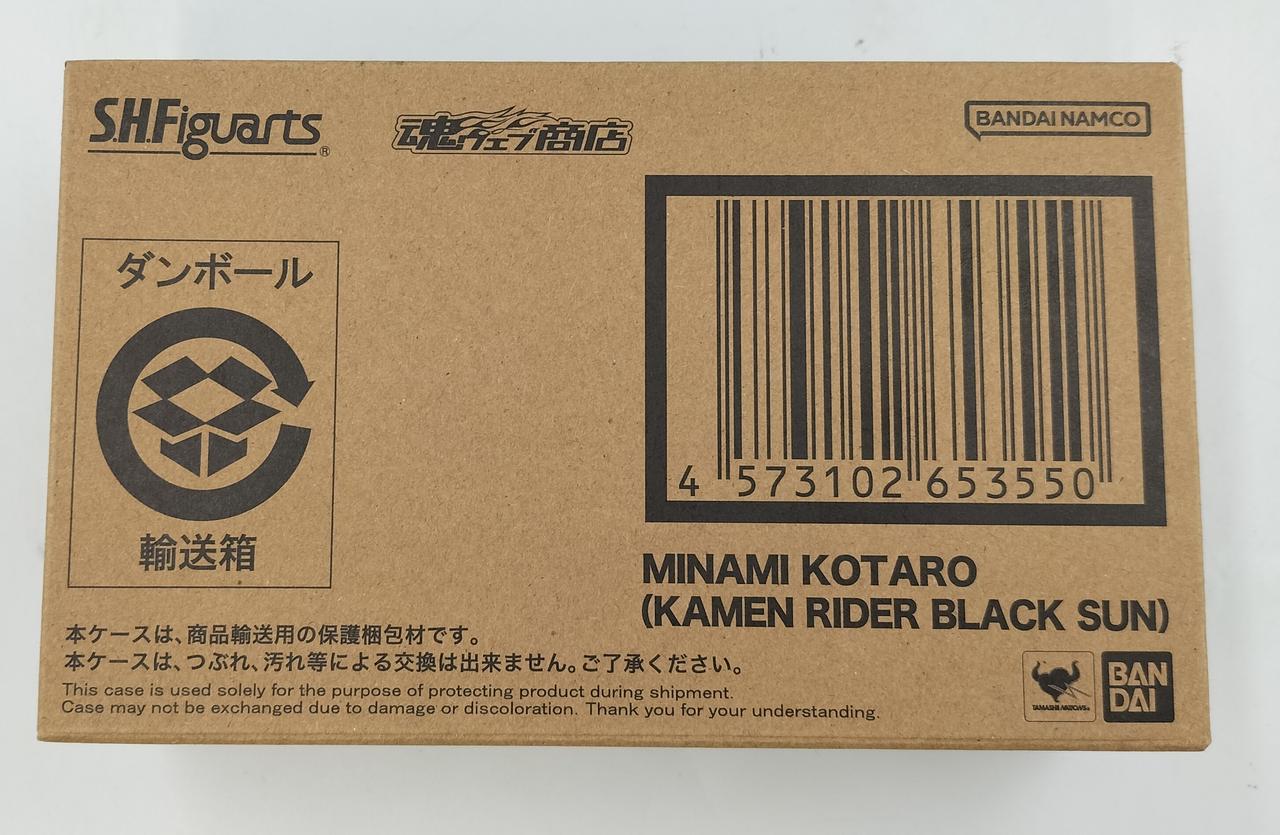 S.H.Figuarts®
魂ウェブ商店
BANDAI NAMCO
ダンボール
輸送箱
4 573102 653550
MINAMI KOTARO
(KAMEN RIDER BLACK SUN)
本ケースは、商品輸送用の保護梱包材です。
本ケースは、つぶれ、汚れ等による交換は出来ません。ご了承ください。
This case is used solely for the purpose of protecting product during shipment.
Case may not be exchanged due to damage or discoloration. Thank you for your understanding.
TAMASHII NATIONS
BAN
DAI